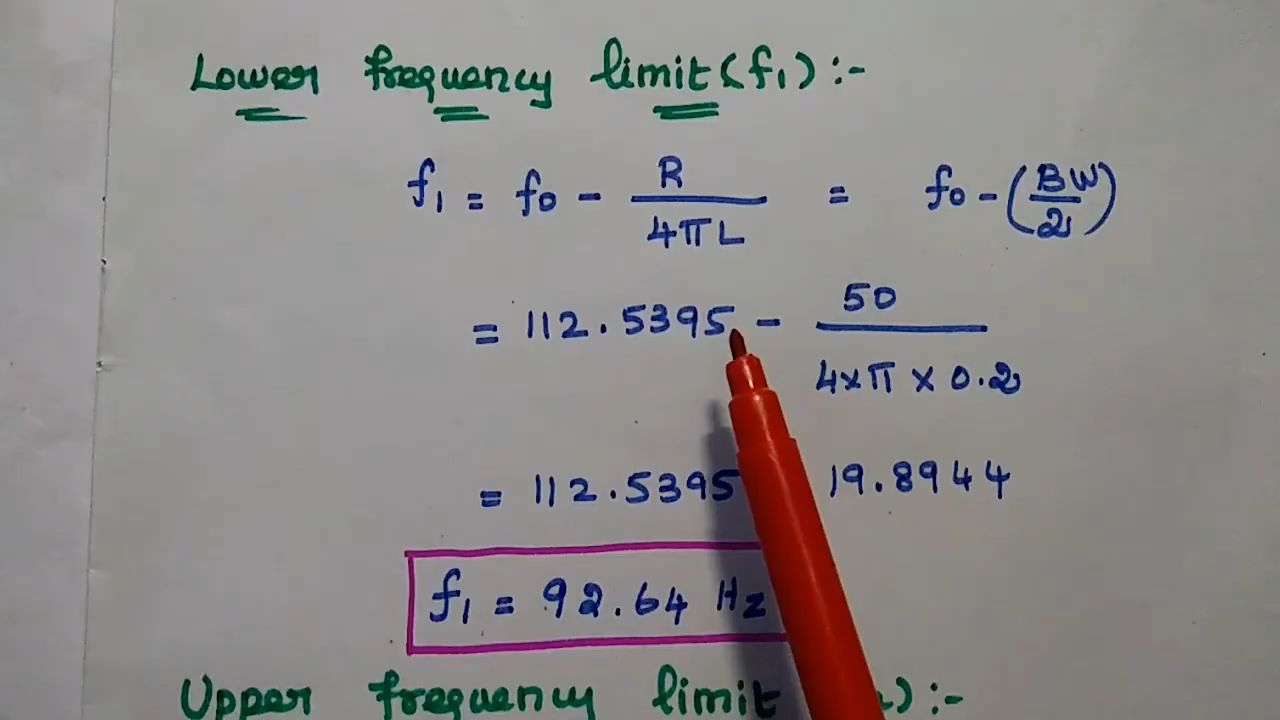 Lower frequency limit(f1):-
f1 = f0 - R/4πL = f0 - (BW/2)
= 112.5395 - 50/4×π×0.2
= 112.5395 19.8944
f1 = 92.64 Hz
Upper frequency limit ):-